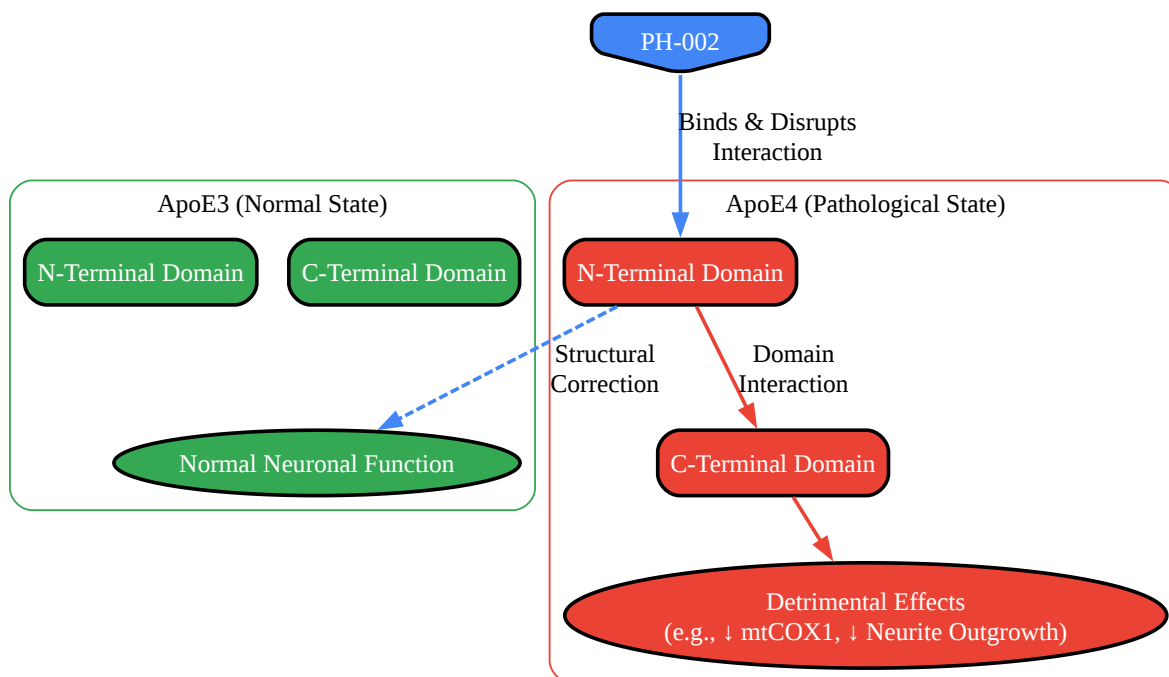 PH-002
Binds & Disrupts
Interaction
ApoE3 (Normal State)
N-Terminal Domain
C-Terminal Domain
Normal Neuronal Function
ApoE4 (Pathological State)
N-Terminal Domain
Structural
Correction
Domain
Interaction
C-Terminal Domain
Detrimental Effects
(e.g., ↓ mtCOX1, ↓ Neurite Outgrowth)